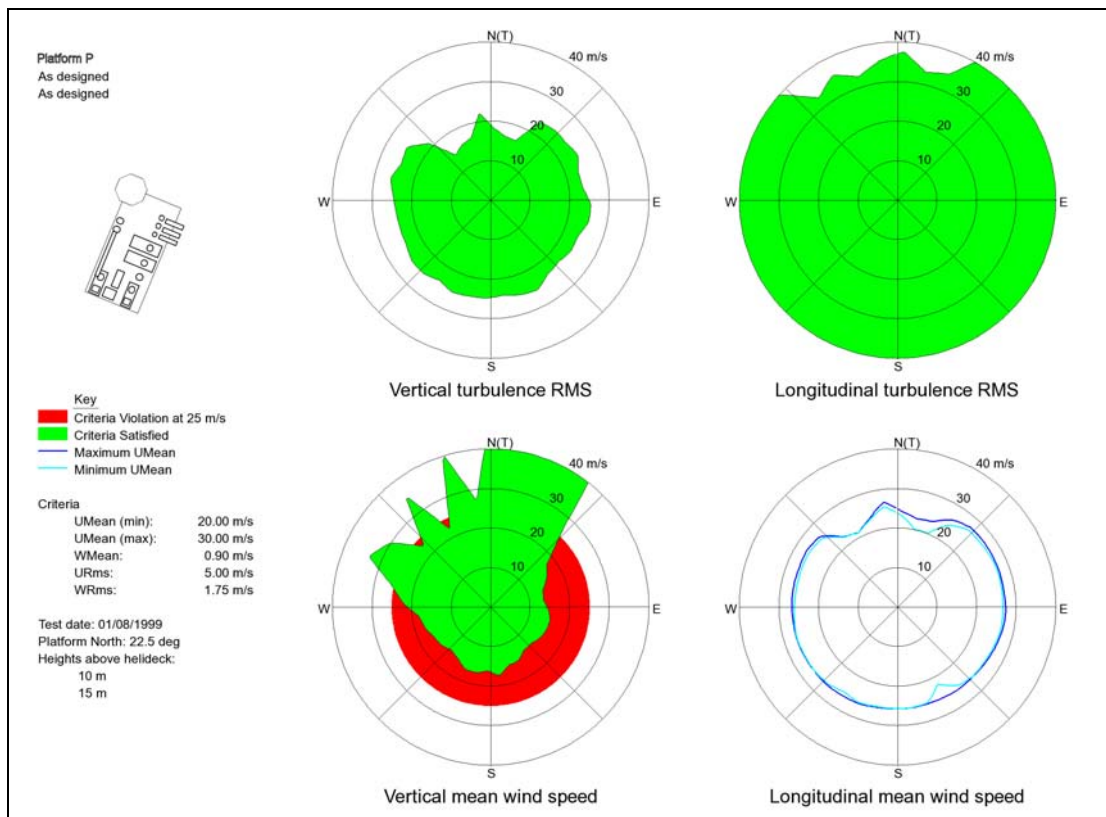 Platform P
As designed
As designed
N(T)
40 m/s
30
20
10
W
E
S
Vertical turbulence RMS
N(T)
40 m/s
30
20
10
W
E
S
Longitudinal turbulence RMS
Key
Criteria Violation at 25 m/s
Criteria Satisfied
Maximum UMean
Minimum UMean
Criteria
UMean (min): 20.00 m/s
UMean (max): 30.00 m/s
WMean: 0.90 m/s
URms: 5.00 m/s
WRms: 1.75 m/s
Test date: 01/08/1999
Platform North: 22.5 deg
Heights above helideck:
10 m
15 m
N(T)
40 m/s
30
20
10
W
E
S
Vertical mean wind speed
N(T)
40 m/s
30
20
10
W
E
S
Longitudinal mean wind speed